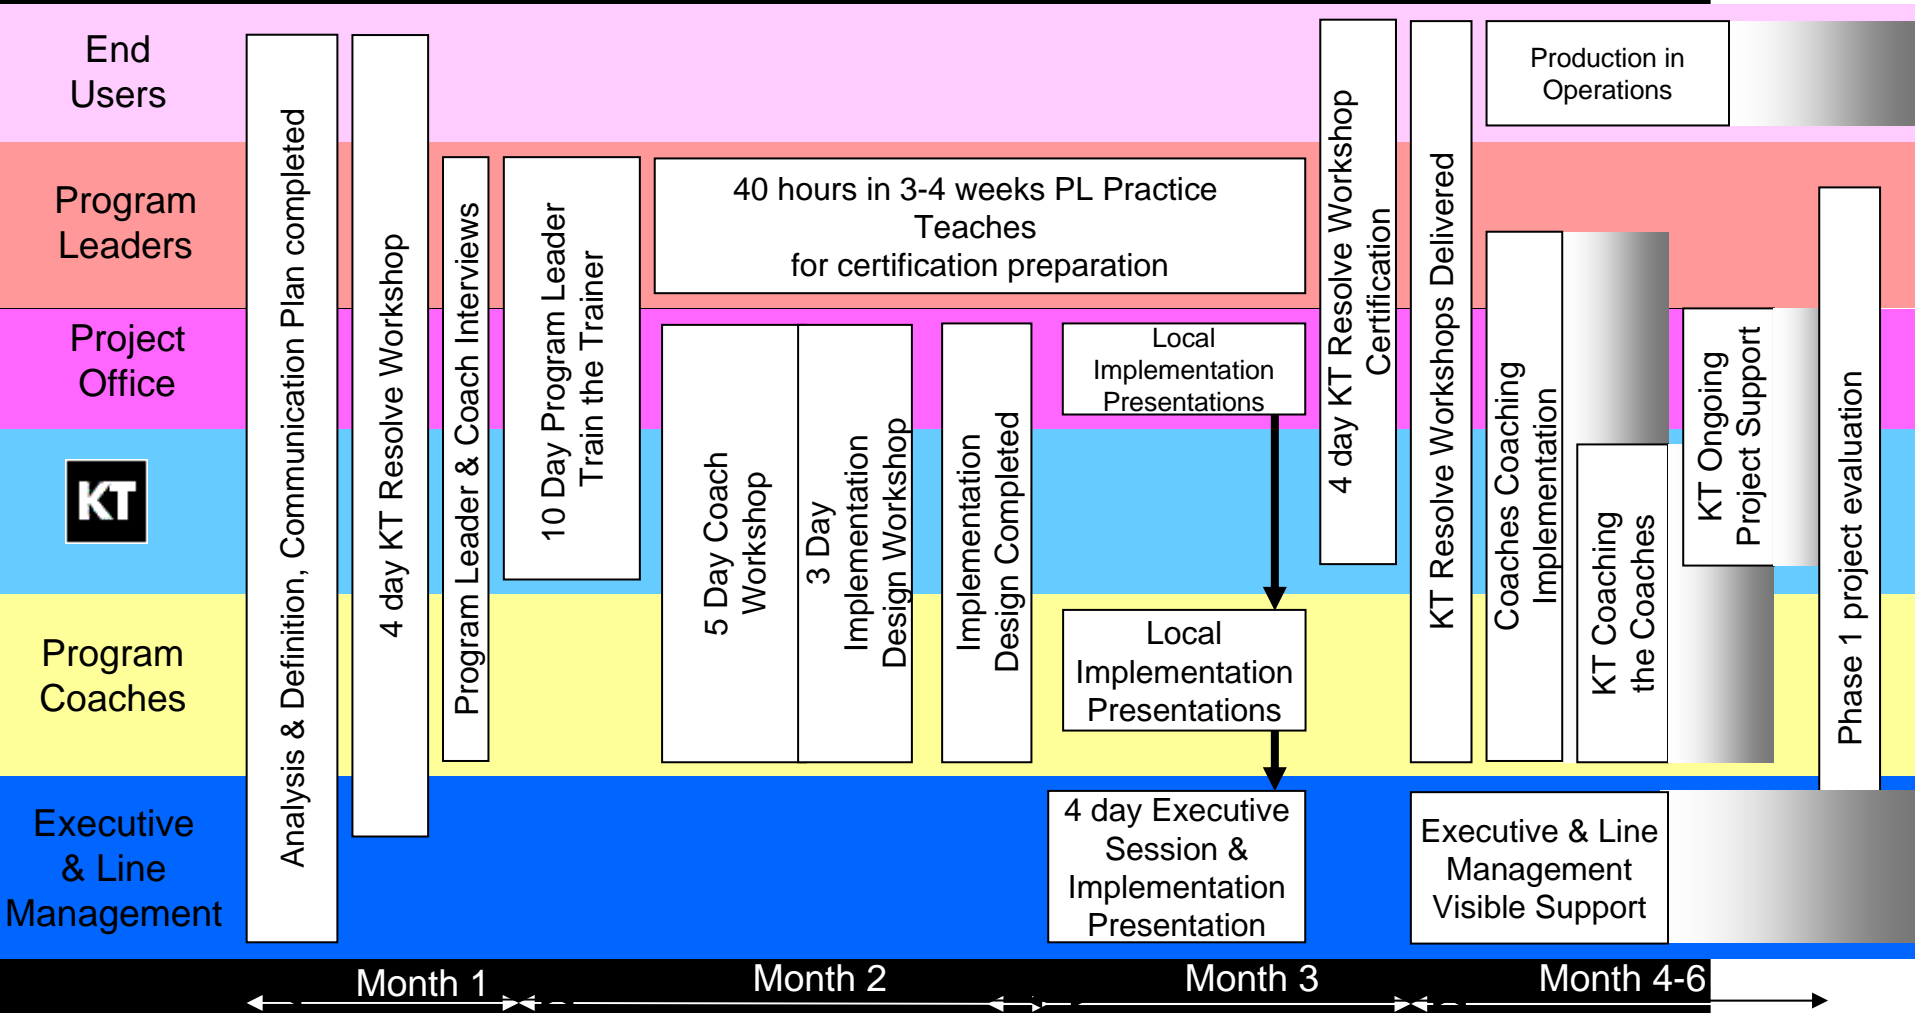 End
Users
Program
Leaders
Project
Office
KT
Program
Coaches
Executive
& Line
Management
Analysis & Definition, Communication Plan completed
4 day KT Resolve Workshop
Program Leader & Coach Interviews
10 Day Program Leader
Train the Trainer
40 hours in 3-4 weeks PL Practice
Teaches
for certification preparation
5 Day Coach
Workshop
3 Day
Implementation
Design Workshop
Implementation
Design Completed
Local
Implementation
Presentations
Local
Implementation
Presentations
4 day Executive
Session &
Implementation
Presentation
4 day KT Resolve Workshop
Certification
KT Resolve Workshops Delivered
Production in
Operations
Coaches Coaching
Implementation
KT Coaching
the Coaches
KT Ongoing
Project Support
Executive & Line
Management
Visible Support
Phase 1 project evaluation
Month 1
Month 2
Month 3
Month 4-6